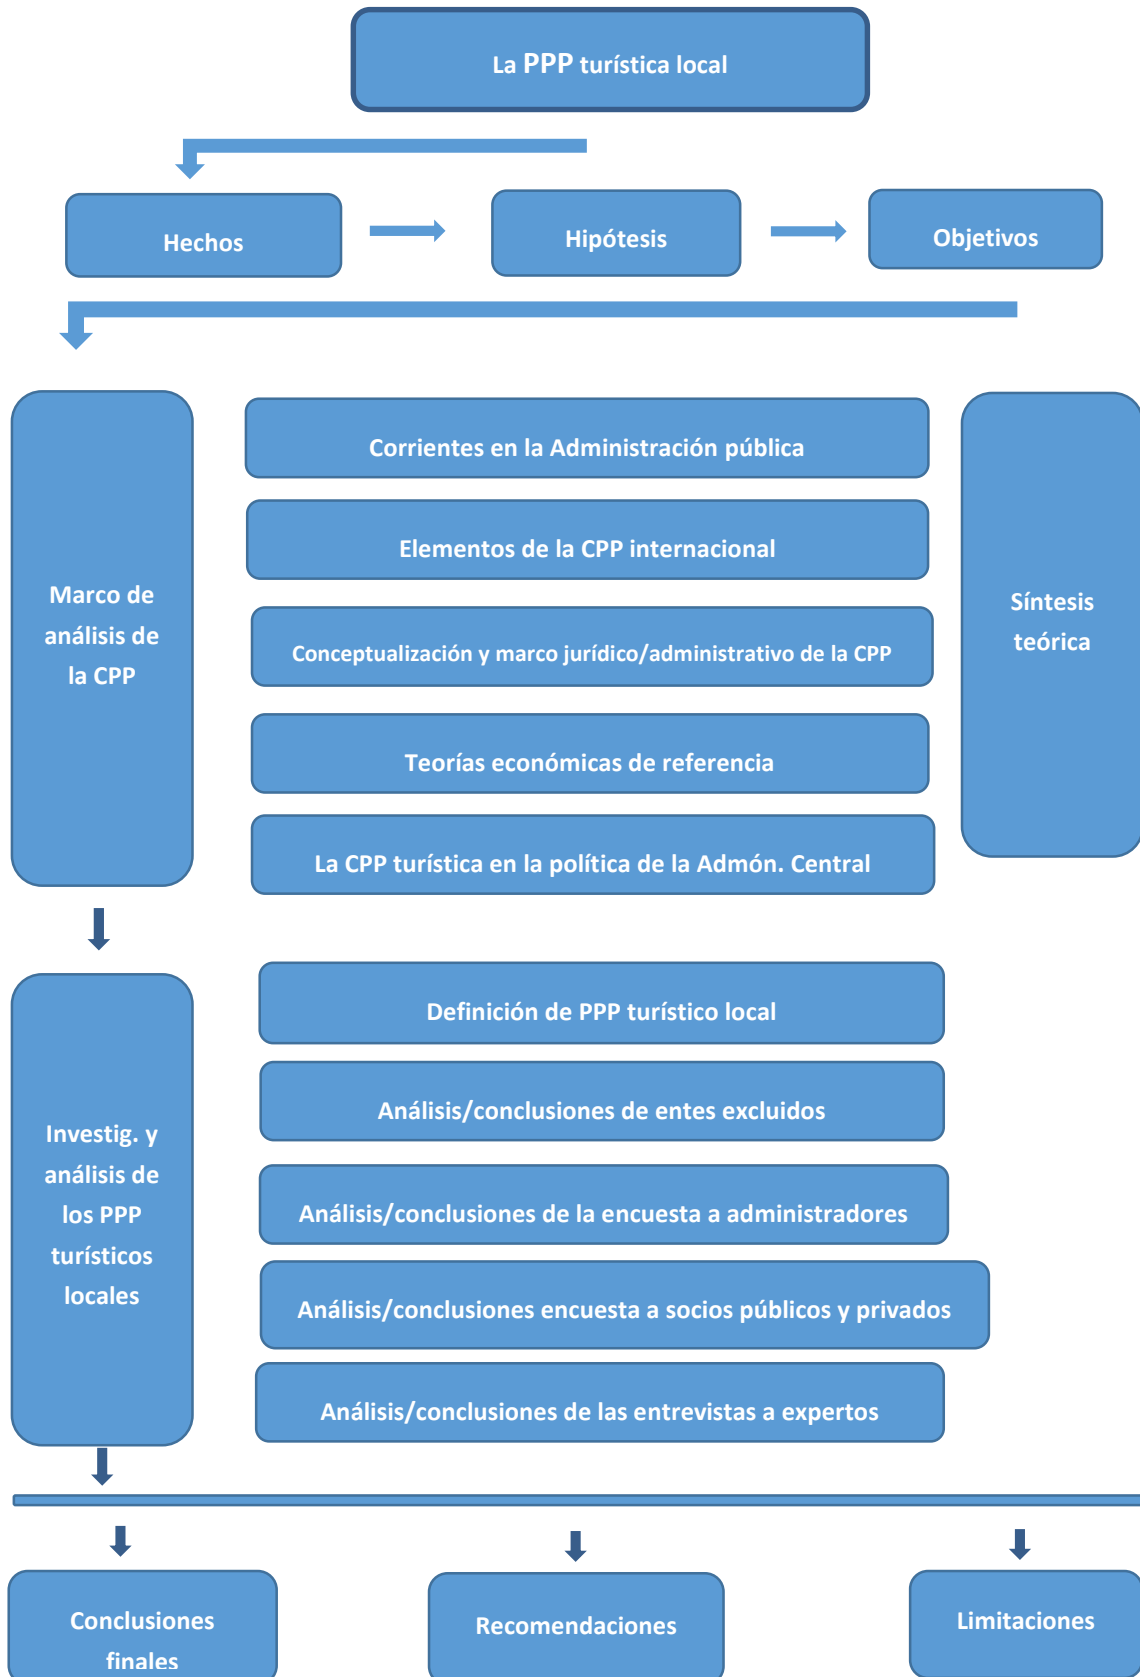 La PPP turística local
Hechos
Hipótesis
Objetivos
Marco de
análisis de
la CPP
Corrientes en la Administración pública
Elementos de la CPP internacional
Conceptualización y marco jurídico/administrativo de la CPP
Teorías económicas de referencia
La CPP turística en la política de la Admón. Central
Síntesis
teórica
Investig. y
análisis de
los PPP
turísticos
locales
Definición de PPP turístico local
Análisis/conclusiones de entes excluidos
Análisis/conclusiones de la encuesta a administradores
Análisis/conclusiones encuesta a socios públicos y privados
Análisis/conclusiones de las entrevistas a expertos
Conclusiones
finales
Recomendaciones
Limitaciones